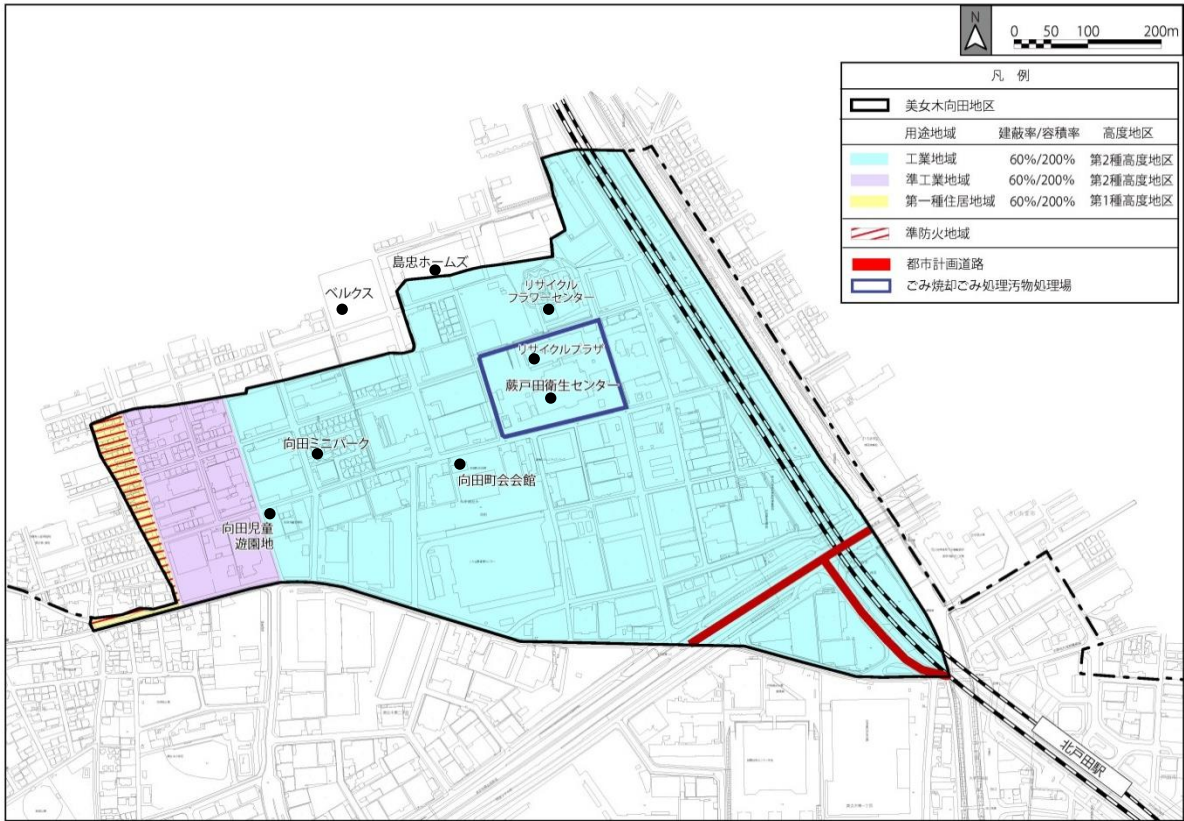 N
0 50 100 200m
凡 例
美女木向田地区
用途地域 建蔽率/容積率 高度地区
工業地域 60%/200% 第2種高度地区
準工業地域 60%/200% 第2種高度地区
第一種住居地域 60%/200% 第1種高度地区
準防火地域
都市計画道路
ごみ焼却ごみ処理汚物処理場
島忠ホームズ
ベルクス
リサイクル
フラワーセンター
リサイクルプラザ
蕨戸田衛生センター
向田ミニパーク
向田町会会館
向田児童
遊園地
北戸田駅